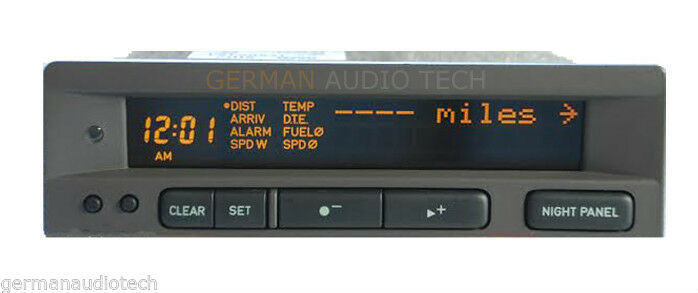 GERMAN AUDIO TECH
12:01
AM
•DIST TEMP
ARRIV D.T.E.
ALARM FUELØ
SPD W SPDØ
---- miles →
CLEAR
SET
●−
▶+
NIGHT PANEL
germanaudiotech